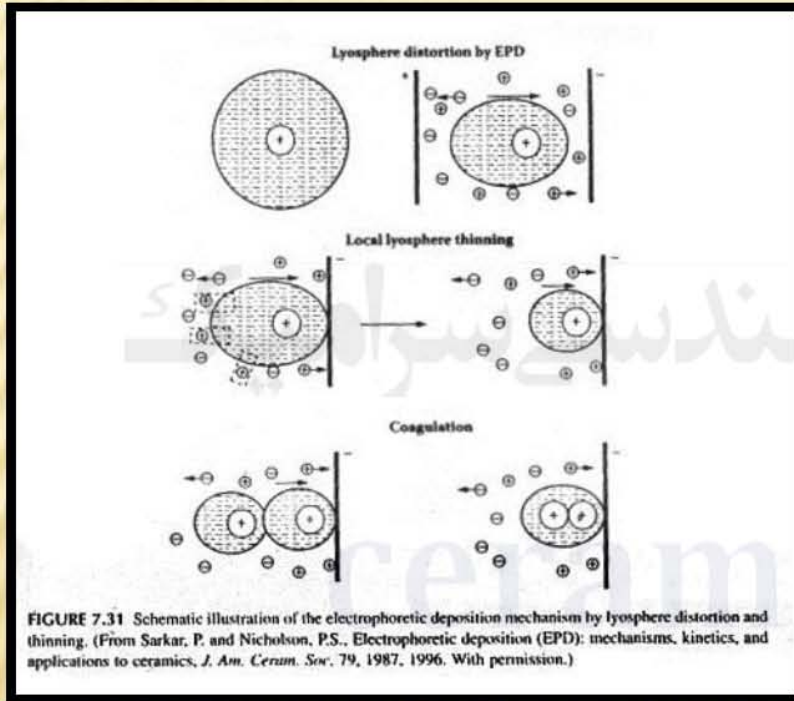 Lyosphere distortion by EPD
Local lyosphere thinning
Coagulation
FIGURE 7.31 Schematic illustration of the electrophoretic deposition mechanism by lyosphere distortion and
thinning. (From Sarkar, P. and Nicholson, P.S., Electrophoretic deposition (EPD): mechanisms, kinetics, and
applications to ceramics, J. Am. Ceram. Soc. 79, 1987, 1996. With permission.)
ceram